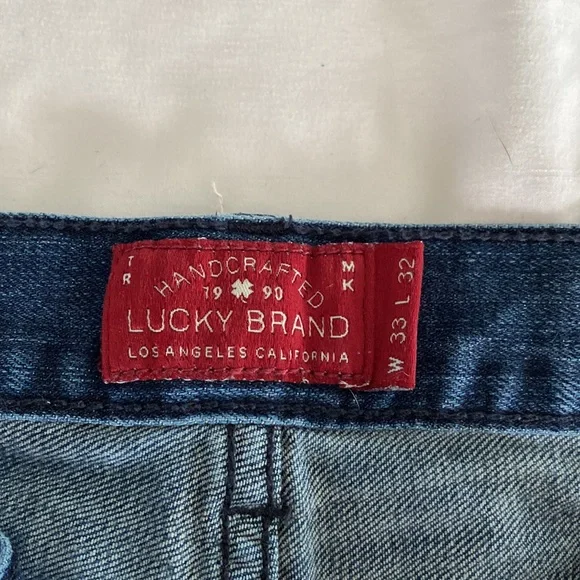 TR HANDCRAFTED MK
19 90
LUCKY BRAND
LOS ANGELES CALIFORNIA
W 33 L 32